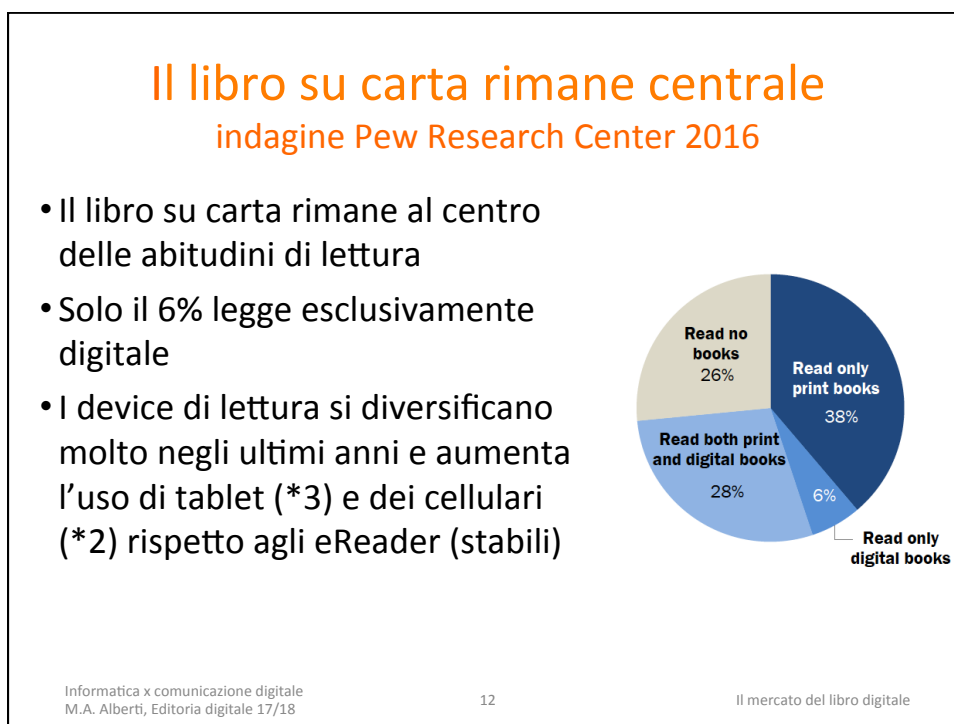 Il libro su carta rimane centrale
indagine Pew Research Center 2016
• Il libro su carta rimane al centro
delle abitudini di lettura
• Solo il 6% legge esclusivamente
digitale
• I device di lettura si diversificano
molto negli ultimi anni e aumenta
l’uso di tablet (*3) e dei cellulari
(*2) rispetto agli eReader (stabili)
Read no
books
26%
Read only
print books
38%
Read both print
and digital books
28%
6%
Read only
digital books
Informatica x comunicazione digitale
M.A. Alberti, Editoria digitale 17/18
12
Il mercato del libro digitale